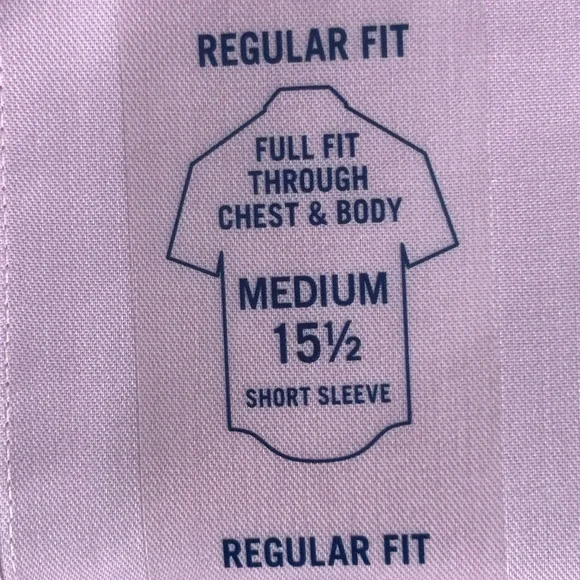 REGULAR FIT
FULL FIT
THROUGH
CHEST & BODY
MEDIUM
15½
SHORT SLEEVE
REGULAR FIT